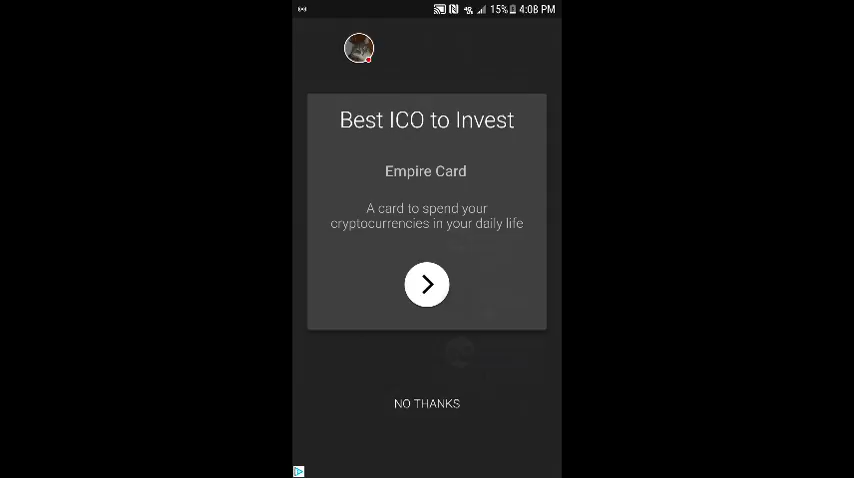 15% 4:08 PM
Best ICO to Invest
Empire Card
A card to spend your
cryptocurrencies in your daily life
NO THANKS